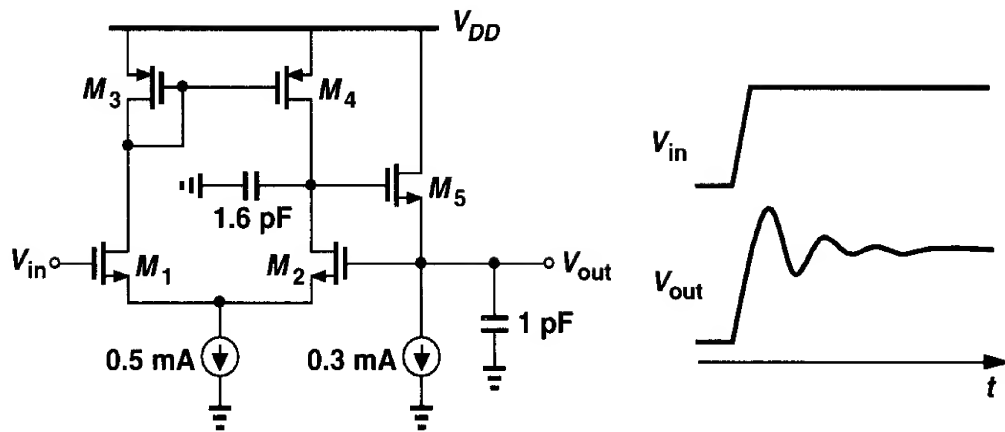 V_DD
M_3
M_4
1.6 pF
M_5
V_in
M_1
M_2
V_out
0.5 mA
0.3 mA
1 pF
V_in
V_out
t